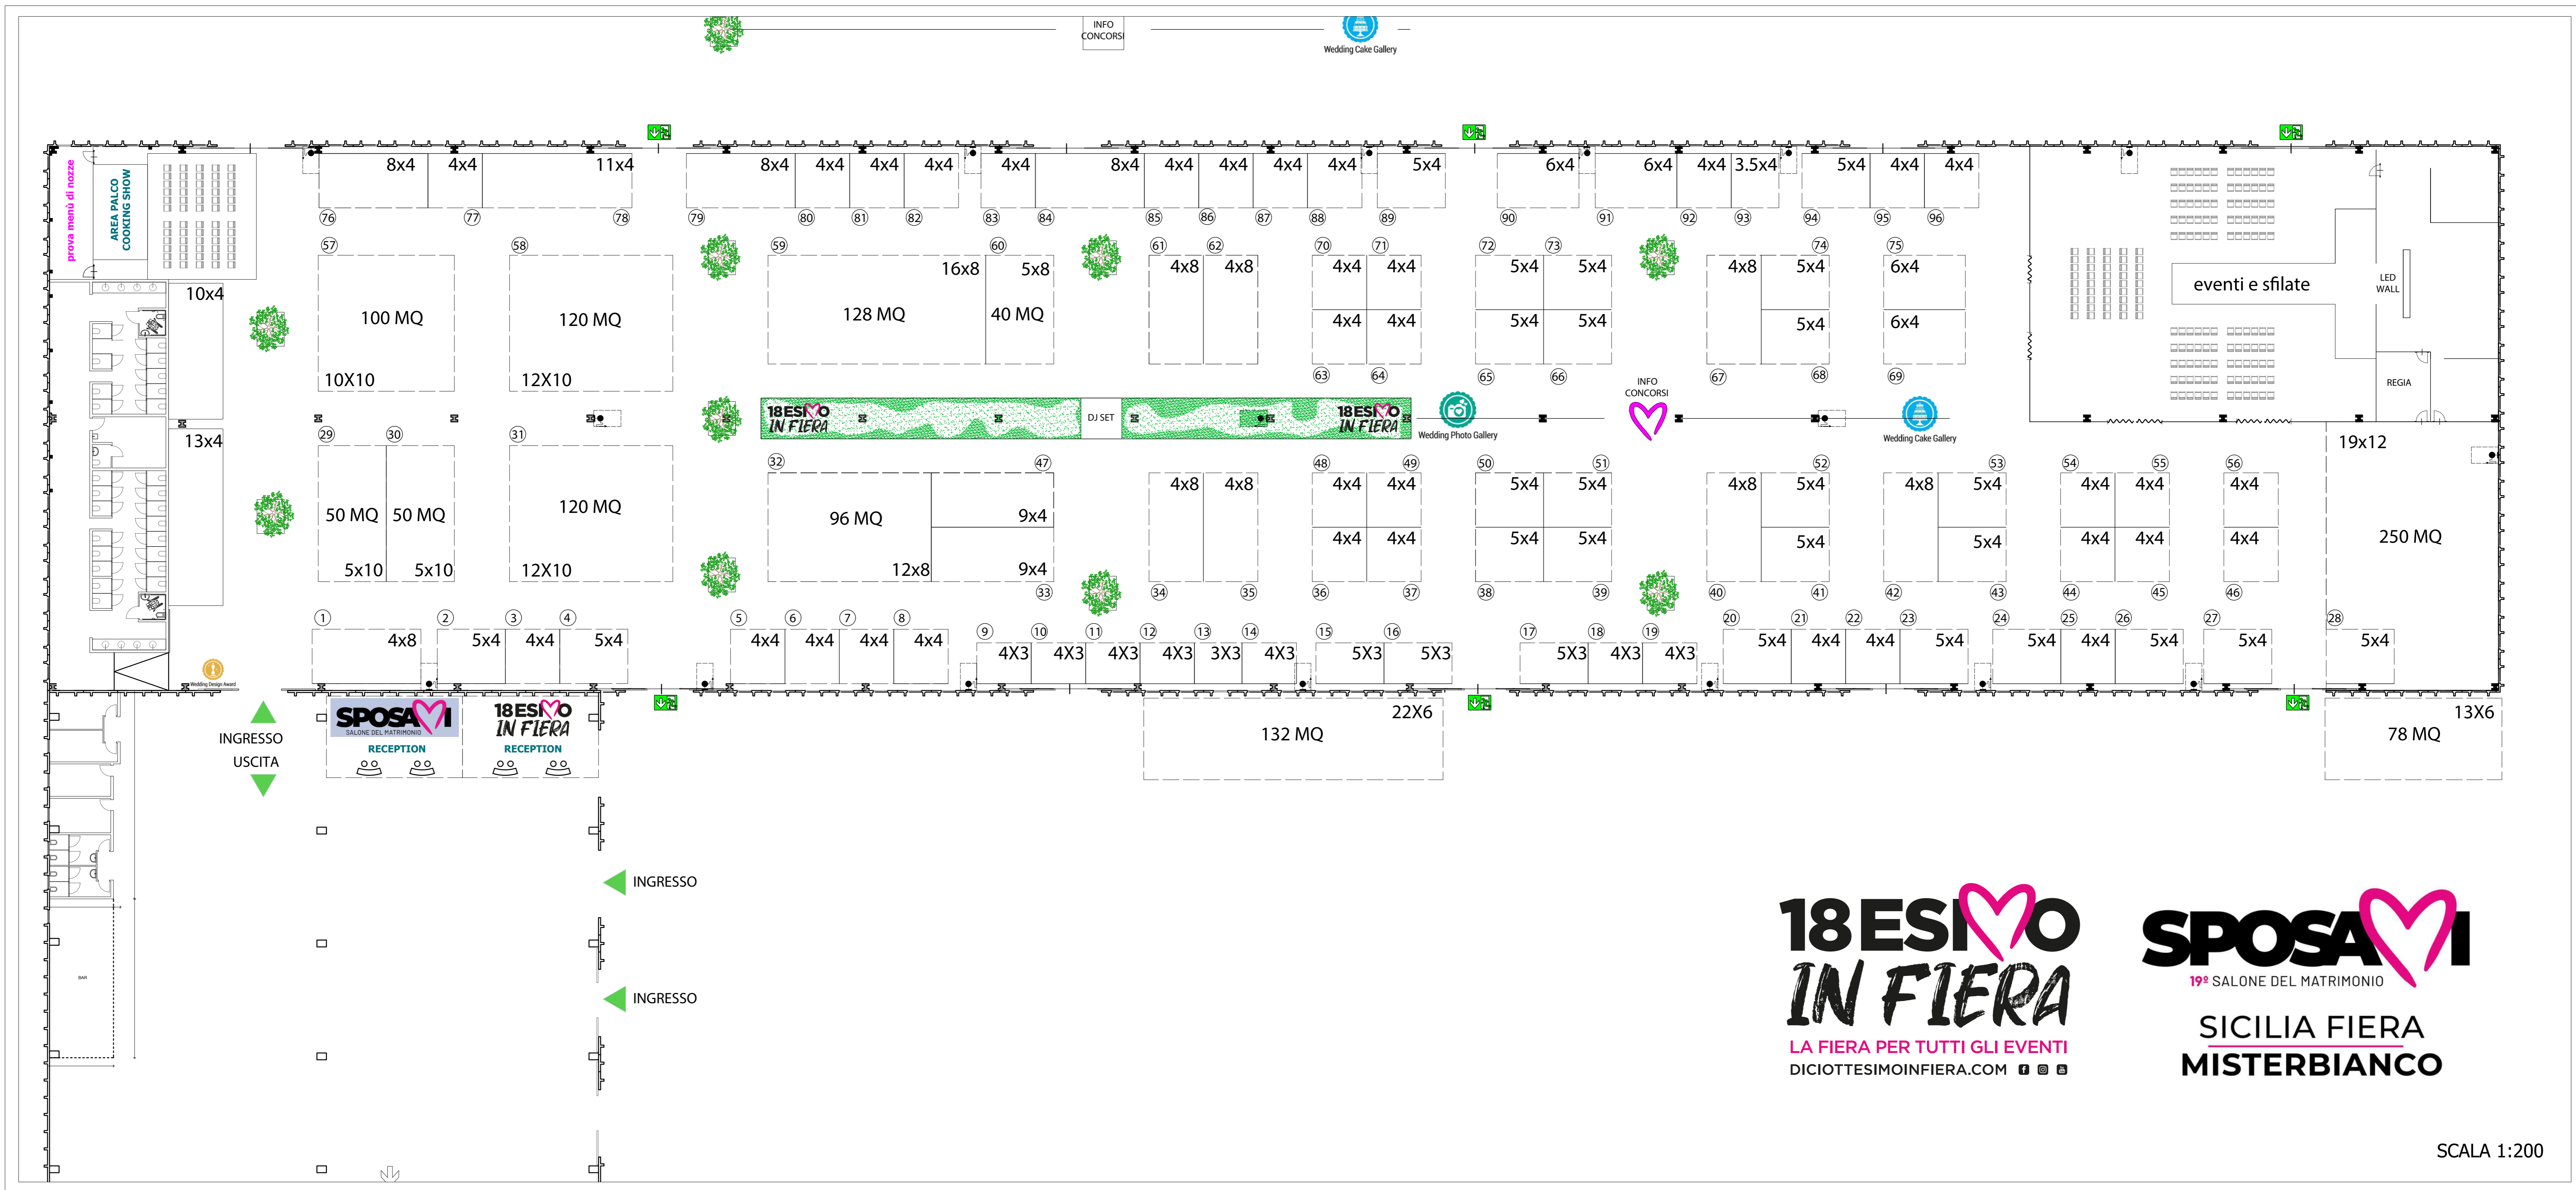 INFO
CONCORSI
Wedding Cake Gallery
prova menù di nozze
AREA PALCO
COOKING SHOW
8x4 4x4 11x4 8x4 4x4 4x4 4x4 4x4 8x4 4x4 4x4 4x4 4x4 5x4 6x4 6x4 4x4 3.5x4 5x4 4x4 4x4
76 77 78 79 80 81 82 83 84 85 86 87 88 89 90 91 92 93 94 95 96
57 58 59 60 61 62 70 71 72 73 74 75
10x4
16x8 5x8 4x8 4x8 4x4 4x4 5x4 5x4 4x8 5x4 6x4
100 MQ 120 MQ 128 MQ 40 MQ 4x4 4x4 5x4 5x4 5x4 6x4
eventi e sfilate
LED
WALL
10X10 12X10
63 64 65 66 67 68 69
REGIA
18ESIMO
IN FIERA
DJ SET
18ESIMO
IN FIERA
Wedding Photo Gallery
INFO
CONCORSI
Wedding Cake Gallery
13x4
29 30 31 32 47 48 49 50 51 52 53 54 55 56
19x12
4x8 4x8 4x4 4x4 5x4 5x4 4x8 5x4 4x8 5x4 4x4 4x4 4x4
50 MQ 50 MQ 120 MQ 96 MQ 9x4 4x4 4x4 5x4 5x4 5x4 5x4 4x4 4x4 4x4 250 MQ
5x10 5x10 12X10 12x8 9x4
33 34 35 36 37 38 39 40 41 42 43 44 45 46
1 2 3 4 5 6 7 8 9 10 11 12 13 14 15 16 17 18 19 20 21 22 23 24 25 26 27 28
4x8 5x4 4x4 5x4 4x4 4x4 4x4 4x4 4X3 4X3 4X3 4X3 3X3 4X3 5X3 5X3 5X3 4X3 4X3 5x4 4x4 4x4 5x4 5x4 4x4 5x4 5x4 5x4
Wedding Design Award
INGRESSO
USCITA
SPOSAMI
SALONE DEL MATRIMONIO
RECEPTION
18ESIMO
IN FIERA
RECEPTION
22X6
132 MQ
13X6
78 MQ
INGRESSO
INGRESSO
BAR
18ESIMO
IN FIERA
LA FIERA PER TUTTI GLI EVENTI
DICIOTTESIMOINFIERA.COM
SPOSAMI
19º SALONE DEL MATRIMONIO
SICILIA FIERA
MISTERBIANCO
SCALA 1:200